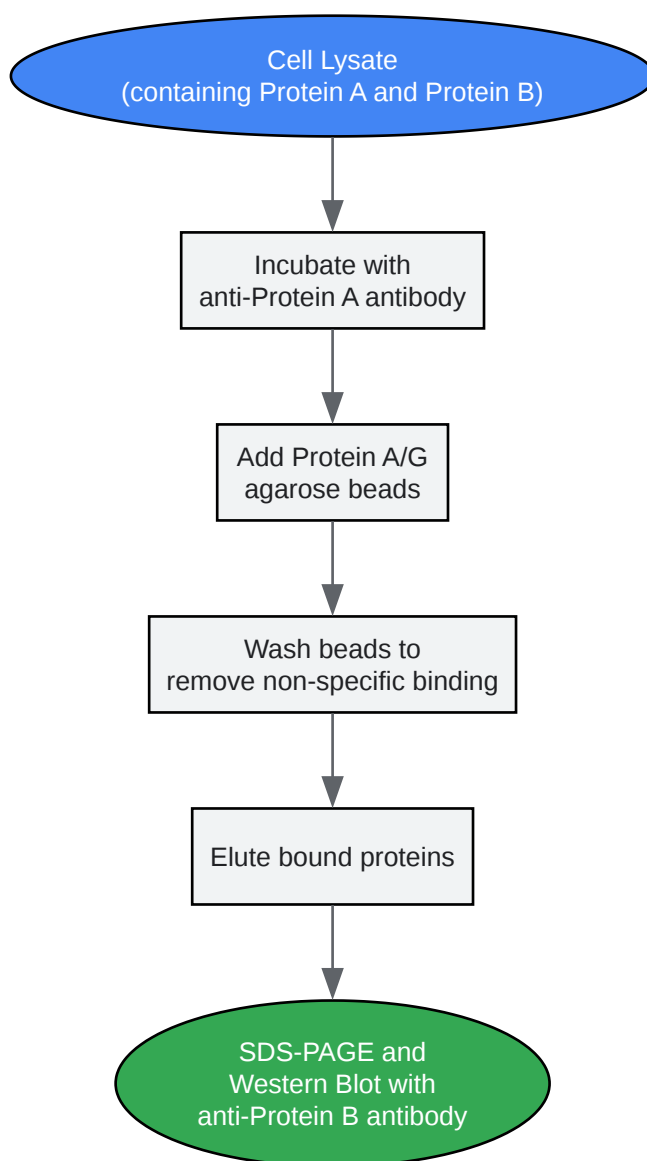 Cell Lysate
(containing Protein A and Protein B)
Incubate with
anti-Protein A antibody
Add Protein A/G
agarose beads
Wash beads to
remove non-specific binding
Elute bound proteins
SDS-PAGE and
Western Blot with
anti-Protein B antibody